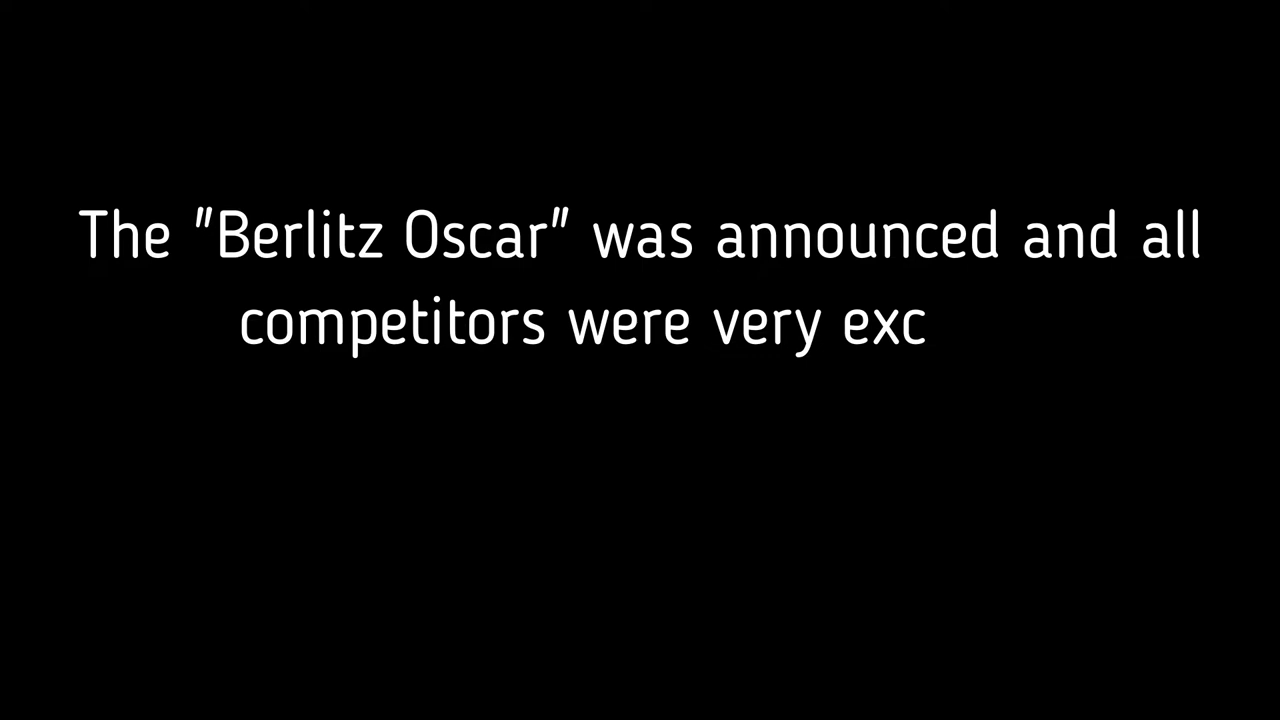 The "Berlitz Oscar" was announced and all
competitors were very exc